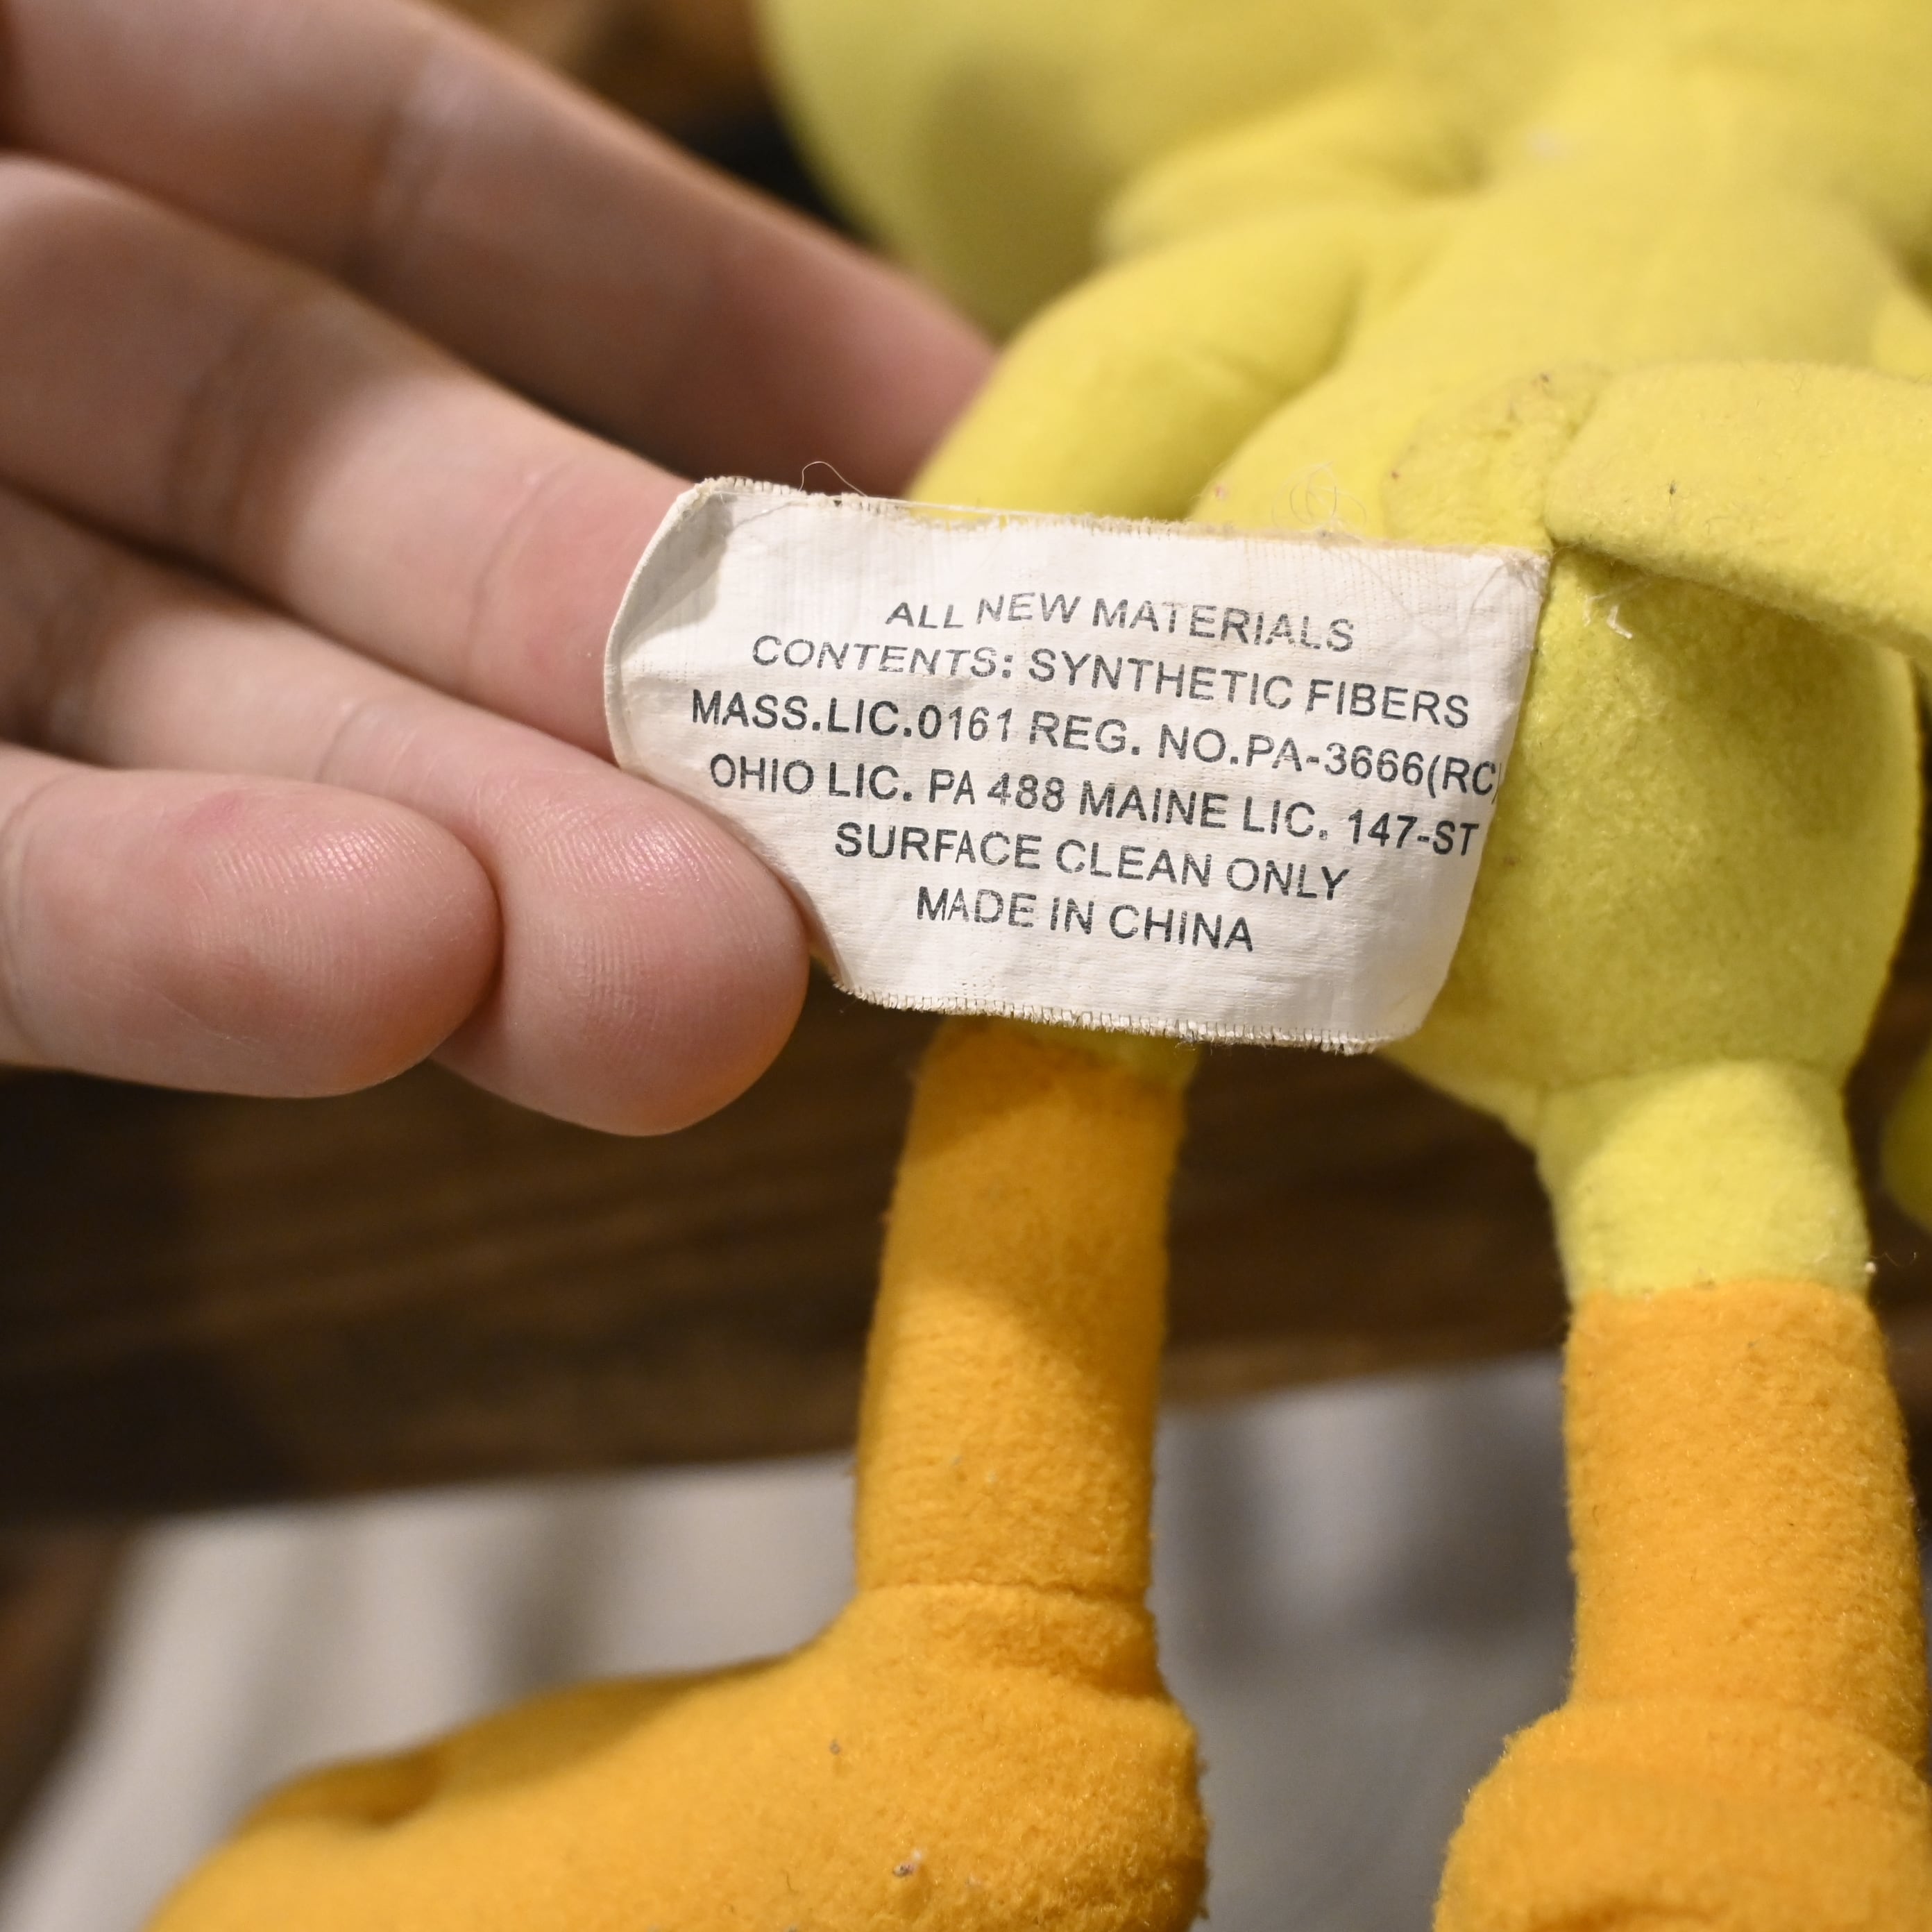 ALL NEW MATERIALS
CONTENTS: SYNTHETIC FIBERS
MASS.LIC.0161 REG. NO.PA-3666(RC)
OHIO LIC. PA 488 MAINE LIC. 147-ST
SURFACE CLEAN ONLY
MADE IN CHINA